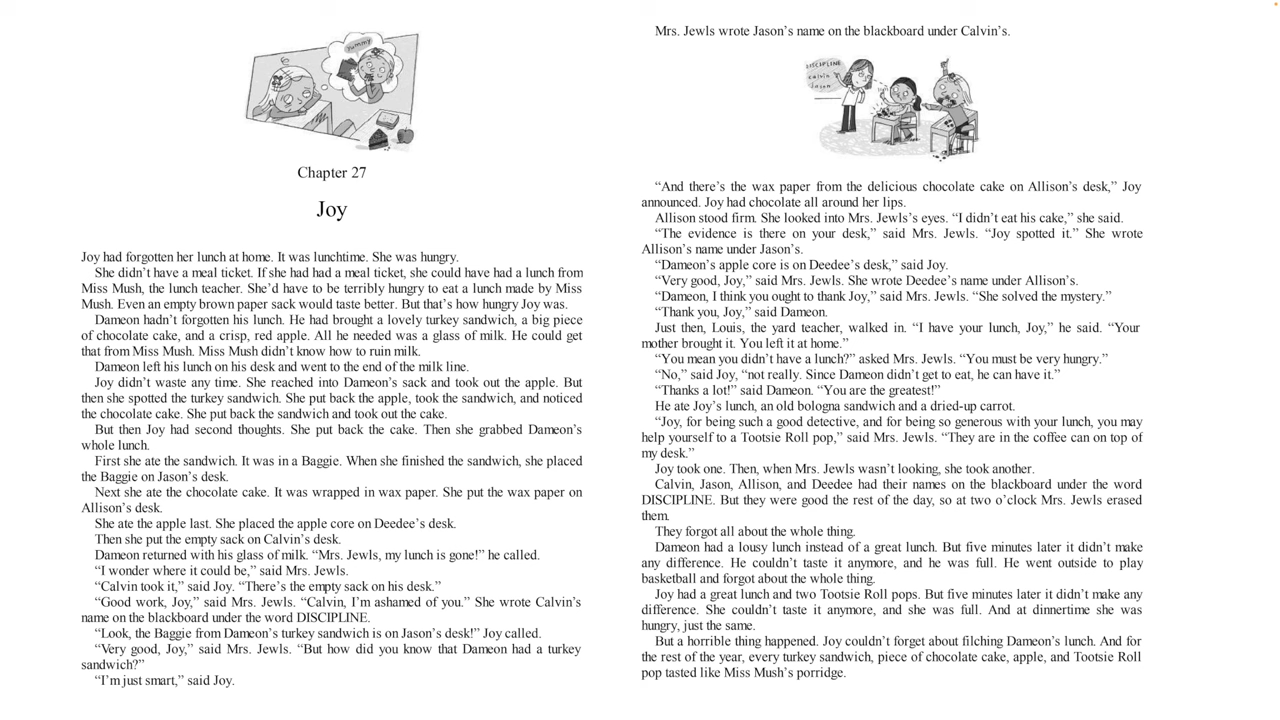 yummy
Chapter 27
Joy
Joy had forgotten her lunch at home. It was lunchtime. She was hungry.
She didn’t have a meal ticket. If she had had a meal ticket, she could have had a lunch from
Miss Mush, the lunch teacher. She’d have to be terribly hungry to eat a lunch made by Miss
Mush. Even an empty brown paper sack would taste better. But that’s how hungry Joy was.
Dameon hadn’t forgotten his lunch. He had brought a lovely turkey sandwich, a big piece
of chocolate cake, and a crisp, red apple. All he needed was a glass of milk. He could get
that from Miss Mush. Miss Mush didn’t know how to ruin milk.
Dameon left his lunch on his desk and went to the end of the milk line.
Joy didn’t waste any time. She reached into Dameon’s sack and took out the apple. But
then she spotted the turkey sandwich. She put back the apple, took the sandwich, and noticed
the chocolate cake. She put back the sandwich and took out the cake.
But then Joy had second thoughts. She put back the cake. Then she grabbed Dameon’s
whole lunch.
First she ate the sandwich. It was in a Baggie. When she finished the sandwich, she placed
the Baggie on Jason’s desk.
Next she ate the chocolate cake. It was wrapped in wax paper. She put the wax paper on
Allison’s desk.
She ate the apple last. She placed the apple core on Deedee’s desk.
Then she put the empty sack on Calvin’s desk.
Dameon returned with his glass of milk. “Mrs. Jewls, my lunch is gone!” he called.
“I wonder where it could be,” said Mrs. Jewls.
“Calvin took it,” said Joy. “There’s the empty sack on his desk.”
“Good work, Joy,” said Mrs. Jewls. “Calvin, I’m ashamed of you.” She wrote Calvin’s
name on the blackboard under the word DISCIPLINE.
“Look, the Baggie from Dameon’s turkey sandwich is on Jason’s desk!” Joy called.
“Very good, Joy,” said Mrs. Jewls. “But how did you know that Dameon had a turkey
sandwich?”
“I’m just smart,” said Joy.
Mrs. Jewls wrote Jason’s name on the blackboard under Calvin’s.
DISCIPLINE
Calvin
Jason
“And there’s the wax paper from the delicious chocolate cake on Allison’s desk,” Joy
announced. Joy had chocolate all around her lips.
Allison stood firm. She looked into Mrs. Jewls’s eyes. “I didn’t eat his cake,” she said.
“The evidence is there on your desk,” said Mrs. Jewls. “Joy spotted it.” She wrote
Allison’s name under Jason’s.
“Dameon’s apple core is on Deedee’s desk,” said Joy.
“Very good, Joy,” said Mrs. Jewls. She wrote Deedee’s name under Allison’s.
“Dameon, I think you ought to thank Joy,” said Mrs. Jewls. “She solved the mystery.”
“Thank you, Joy,” said Dameon.
Just then, Louis, the yard teacher, walked in. “I have your lunch, Joy,” he said. “Your
mother brought it. You left it at home.”
“You mean you didn’t have a lunch?” asked Mrs. Jewls. “You must be very hungry.”
“No,” said Joy, “not really. Since Dameon didn’t get to eat, he can have it.”
“Thanks a lot!” said Dameon. “You are the greatest!”
He ate Joy’s lunch, an old bologna sandwich and a dried-up carrot.
“Joy, for being such a good detective, and for being so generous with your lunch, you may
help yourself to a Tootsie Roll pop,” said Mrs. Jewls. “They are in the coffee can on top of
my desk.”
Joy took one. Then, when Mrs. Jewls wasn’t looking, she took another.
Calvin, Jason, Allison, and Deedee had their names on the blackboard under the word
DISCIPLINE. But they were good the rest of the day, so at two o’clock Mrs. Jewls erased
them.
They forgot all about the whole thing.
Dameon had a lousy lunch instead of a great lunch. But five minutes later it didn’t make
any difference. He couldn’t taste it anymore, and he was full. He went outside to play
basketball and forgot about the whole thing.
Joy had a great lunch and two Tootsie Roll pops. But five minutes later it didn’t make any
difference. She couldn’t taste it anymore, and she was full. And at dinnertime she was
hungry, just the same.
But a horrible thing happened. Joy couldn’t forget about filching Dameon’s lunch. And for
the rest of the year, every turkey sandwich, piece of chocolate cake, apple, and Tootsie Roll
pop tasted like Miss Mush’s porridge.